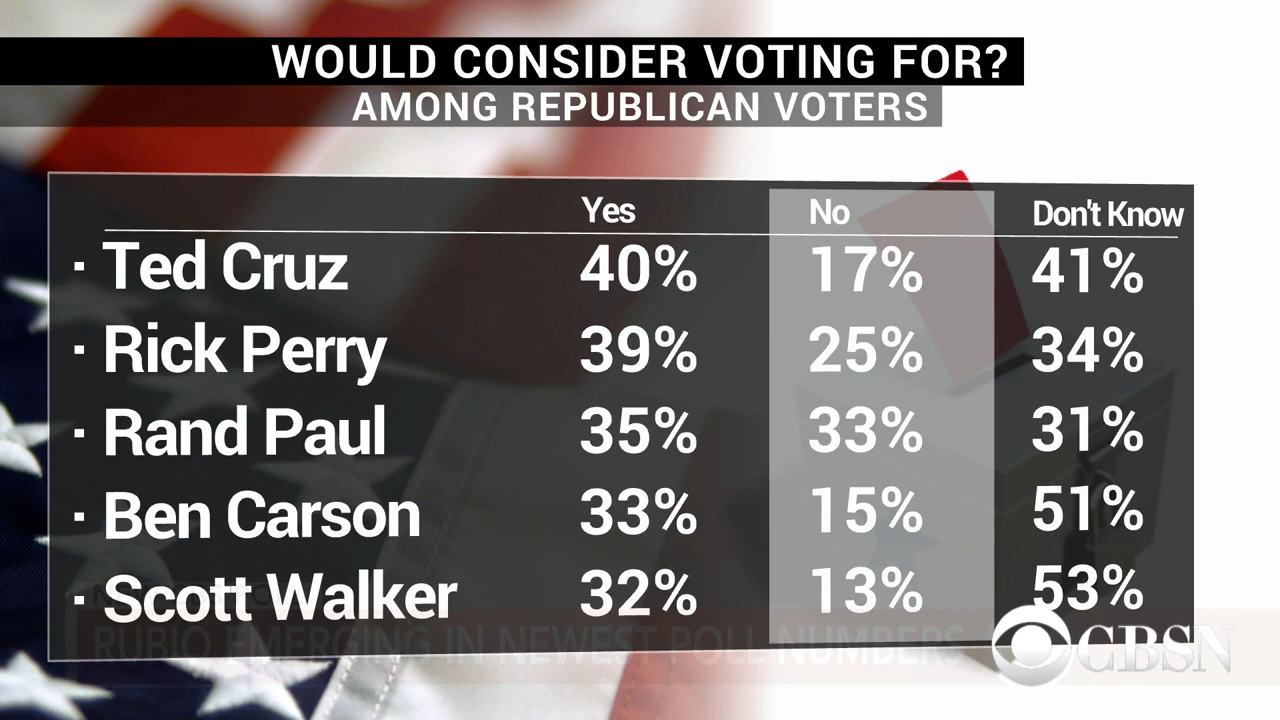 WOULD CONSIDER VOTING FOR?
AMONG REPUBLICAN VOTERS
Yes No Don't Know
· Ted Cruz 40% 17% 41%
· Rick Perry 39% 25% 34%
· Rand Paul 35% 33% 31%
· Ben Carson 33% 15% 51%
· Scott Walker 32% 13% 53%
RUBIO EMERGING IN NEWEST POLL NUMBERS
CBSN